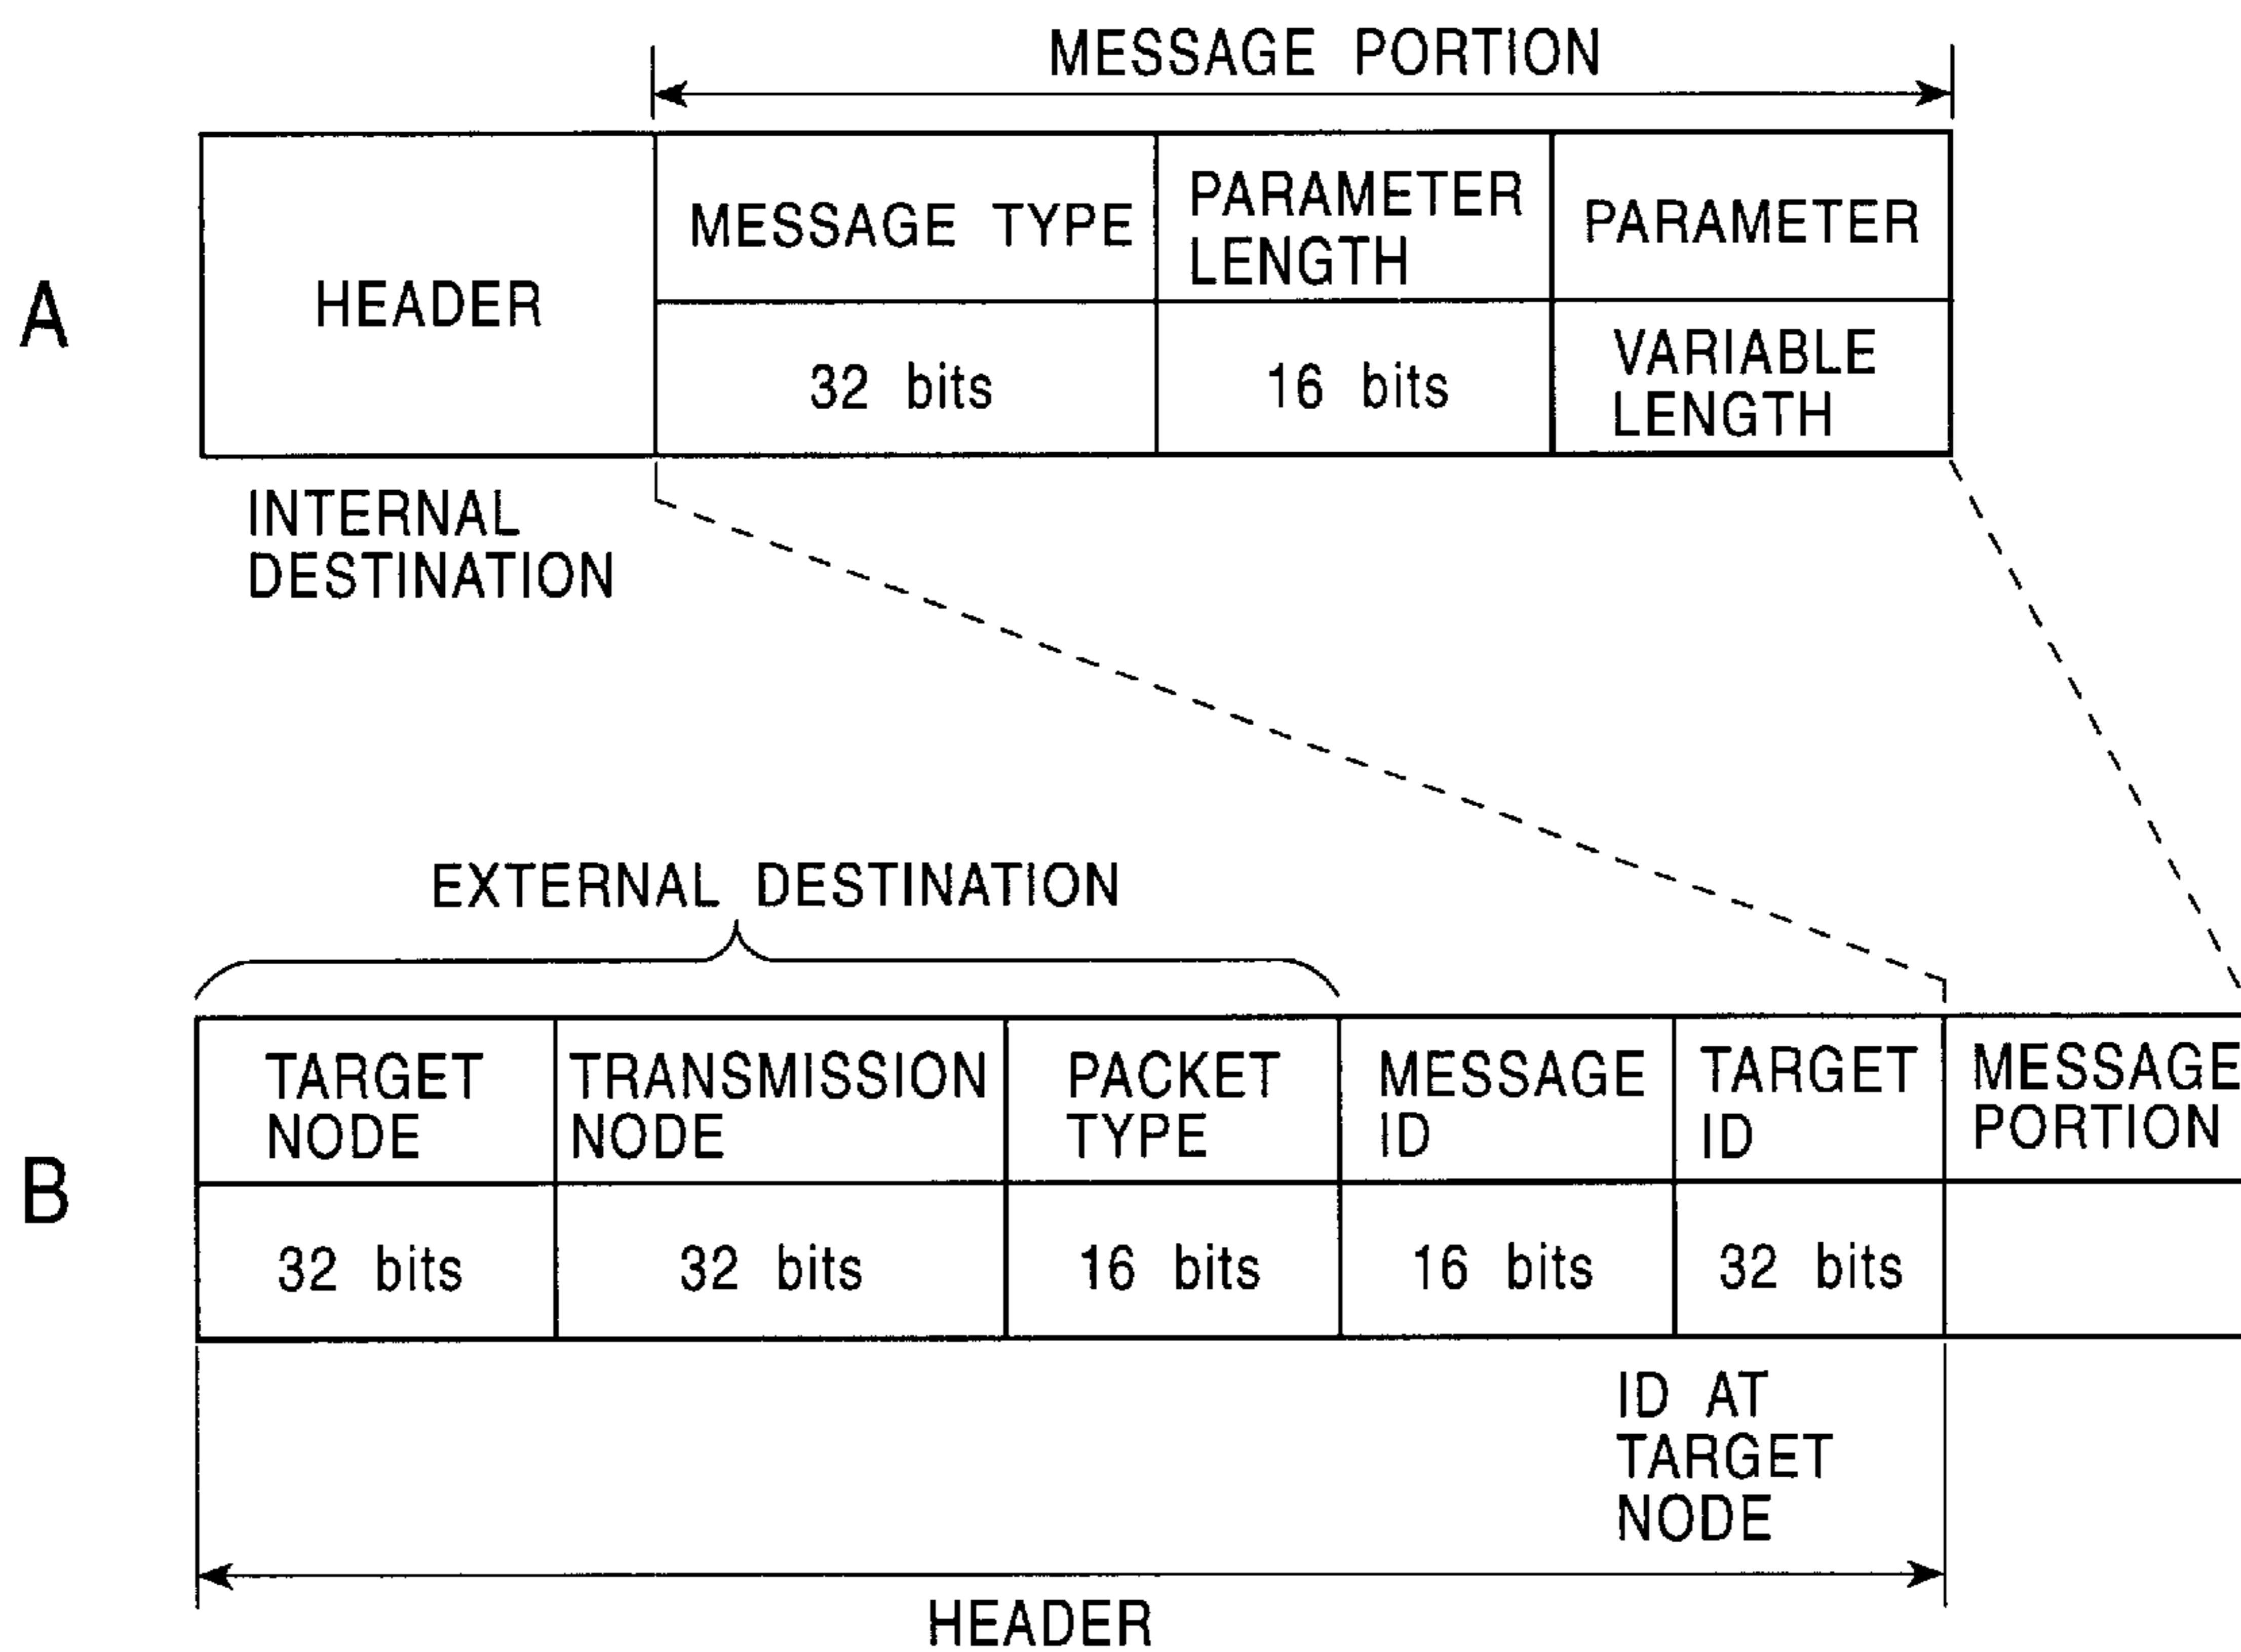 MESSAGE PORTION
A
HEADER
MESSAGE TYPE
PARAMETER
LENGTH
PARAMETER
32 bits
16 bits
VARIABLE
LENGTH
INTERNAL
DESTINATION
EXTERNAL DESTINATION
B
TARGET
NODE
TRANSMISSION
NODE
PACKET
TYPE
MESSAGE
ID
TARGET
ID
MESSAGE
PORTION
32 bits
32 bits
16 bits
16 bits
32 bits
ID AT
TARGET
NODE
HEADER